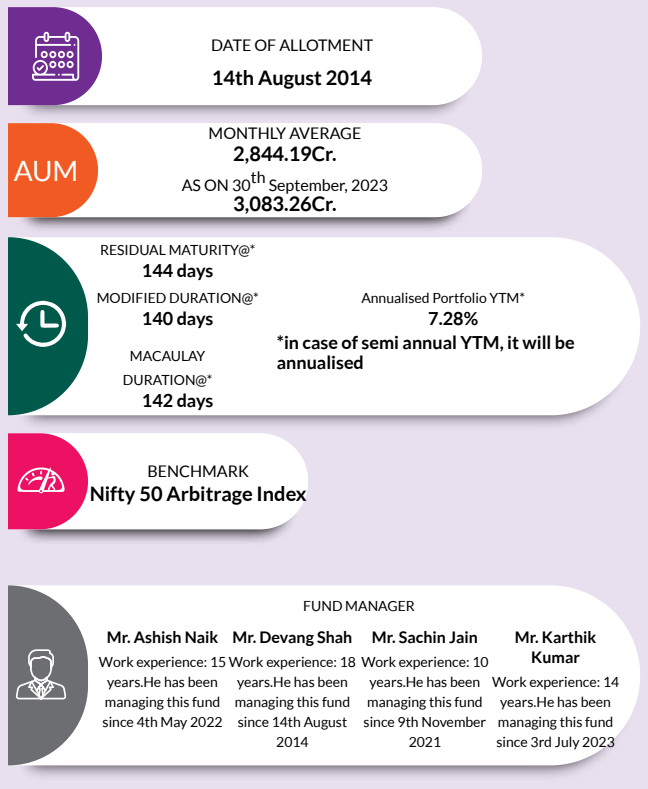 DATE OF ALLOTMENT
14th August 2014
AUM
MONTHLY AVERAGE
2,844.19Cr.
AS ON 30th September, 2023
3,083.26Cr.
RESIDUAL MATURITY@*
144 days
MODIFIED DURATION@*
140 days
MACAULAY
DURATION@*
142 days
Annualised Portfolio YTM*
7.28%
*in case of semi annual YTM, it will be
annualised
BENCHMARK
Nifty 50 Arbitrage Index
FUND MANAGER
Mr. Ashish Naik
Work experience: 15
years.He has been
managing this fund
since 4th May 2022
Mr. Devang Shah
Work experience: 18
years.He has been
managing this fund
since 14th August
2014
Mr. Sachin Jain
Work experience: 10
years.He has been
managing this fund
since 9th November
2021
Mr. Karthik
Kumar
Work experience: 14
years.He has been
managing this fund
since 3rd July 2023